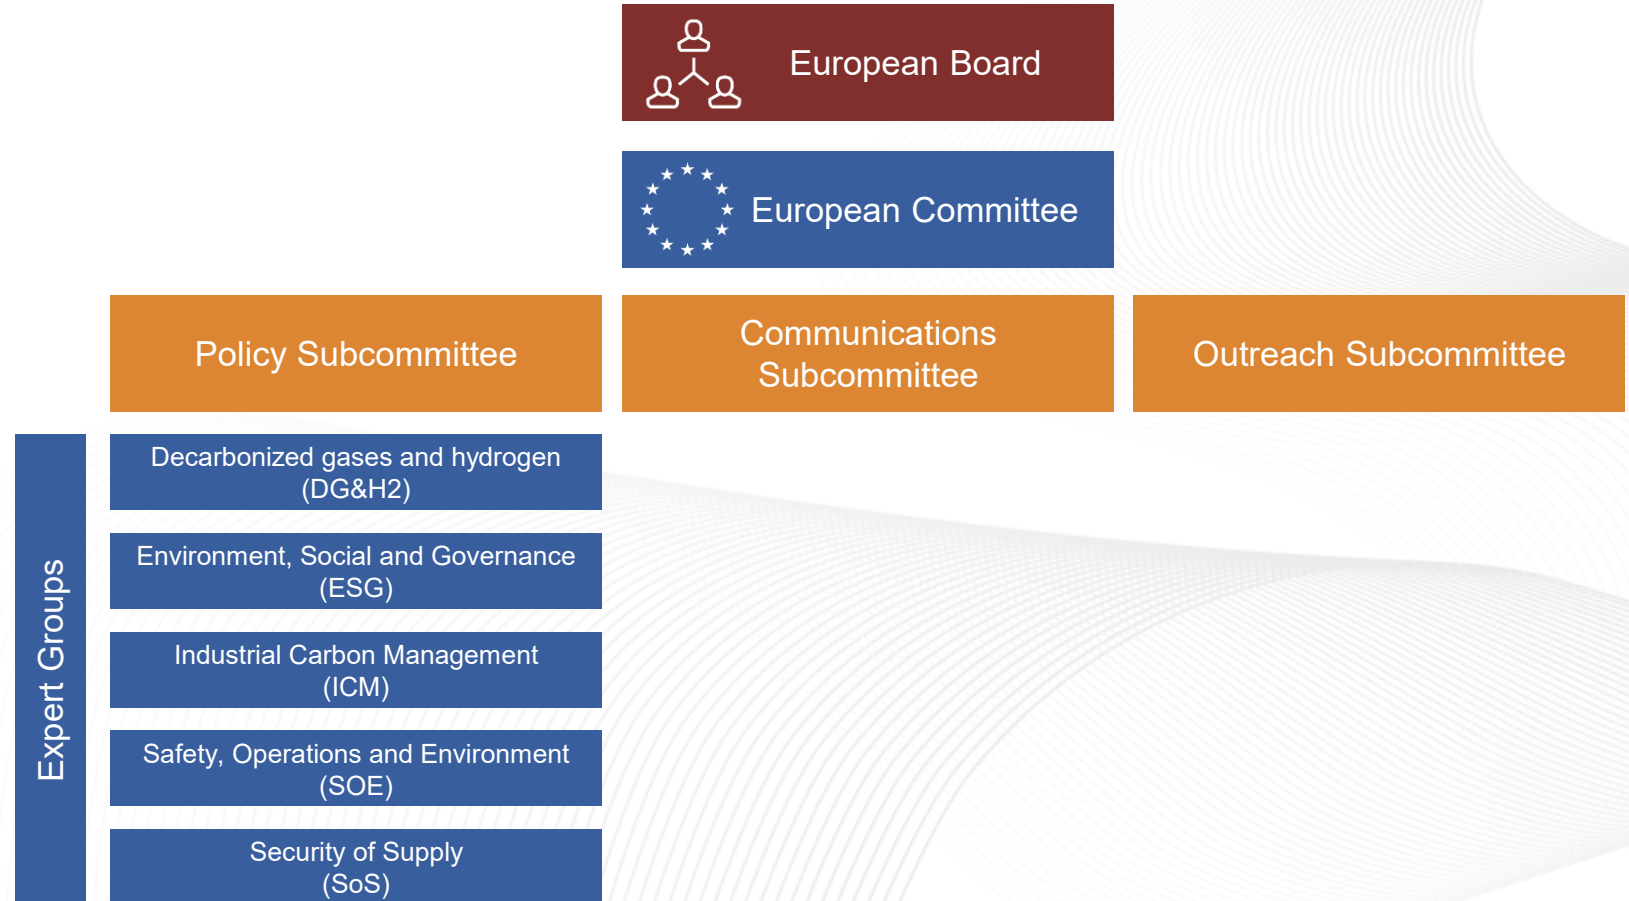 European Board
European Committee
Policy Subcommittee
Communications
Subcommittee
Outreach Subcommittee
Expert Groups
Decarbonized gases and hydrogen
(DG&H2)
Environment, Social and Governance
(ESG)
Industrial Carbon Management
(ICM)
Safety, Operations and Environment
(SOE)
Security of Supply
(SoS)